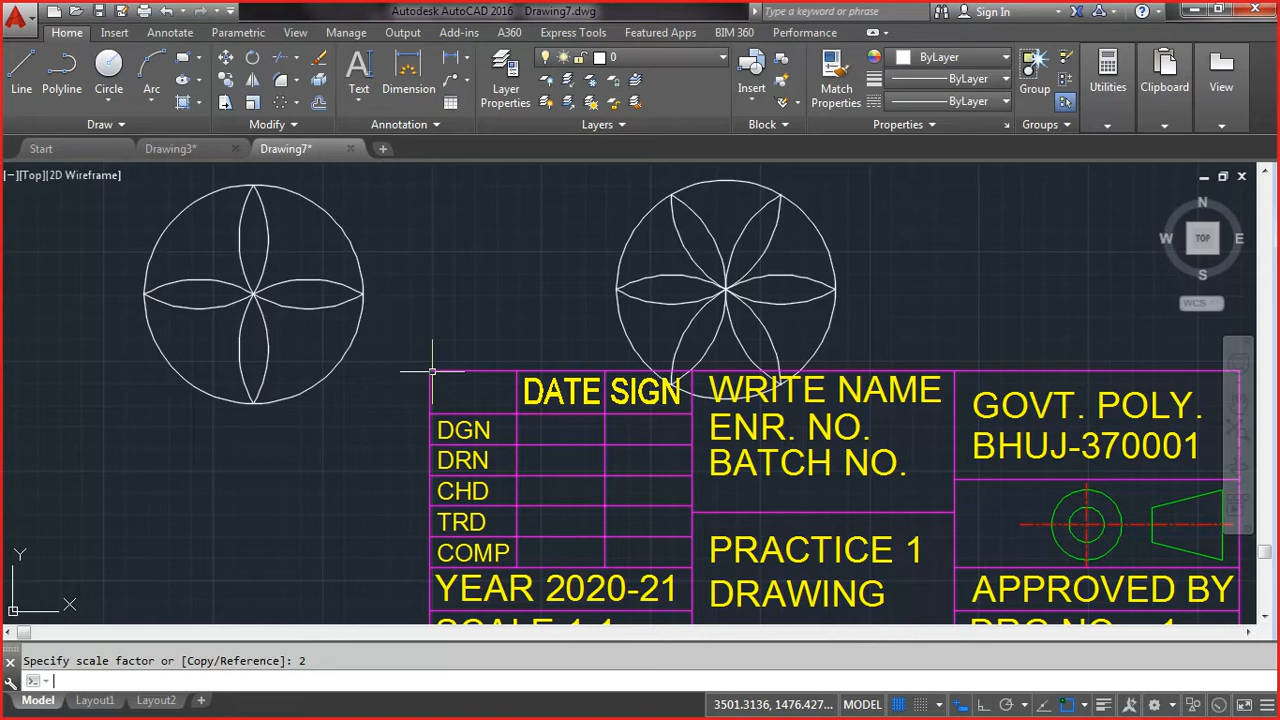 Autodesk AutoCAD 2016 Drawing7.dwg
Type a keyword or phrase
Sign In
Home Insert Annotate Parametric View Manage Output Add-ins A360 Express Tools Featured Apps BIM 360 Performance
Line Polyline Circle Arc
Text Dimension
Layer Properties
0
Insert
Match Properties
ByLayer
ByLayer
ByLayer
Group
Utilities
Clipboard
View
Draw Modify Annotation Layers Block Properties Groups
Start Drawing3* Drawing7*
[−][Top][2D Wireframe]
N
W TOP E
S
WCS
DATE SIGN
DGN
DRN
CHD
TRD
COMP
YEAR 2020-21
SCALE 1:1
WRITE NAME
ENR. NO.
BATCH NO.
PRACTICE 1
DRAWING
GOVT. POLY.
BHUJ-370001
APPROVED BY
Y
X
Specify scale factor or [Copy/Reference]: 2
Model Layout1 Layout2
3501.3136, 1476.427... MODEL